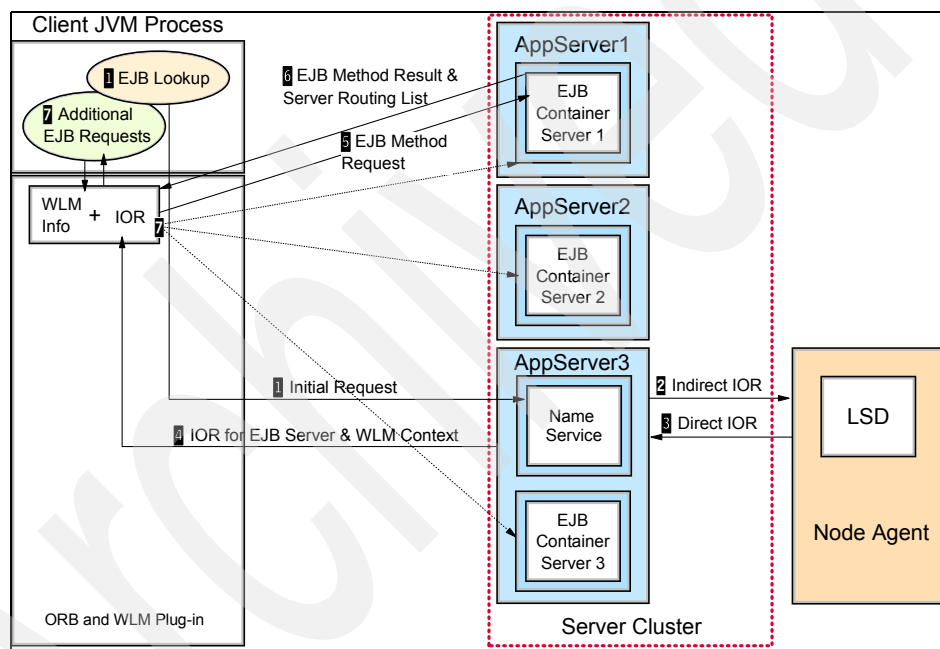 Client JVM Process
1 EJB Lookup
7 Additional
EJB Requests
WLM
Info
+
IOR
7
ORB and WLM Plug-in
6 EJB Method Result &
Server Routing List
5 EJB Method
Request
1 Initial Request
4 IOR for EJB Server & WLM Context
AppServer1
EJB
Container
Server 1
AppServer2
EJB
Container
Server 2
AppServer3
Name
Service
EJB
Container
Server 3
Server Cluster
2 Indirect IOR
3 Direct IOR
LSD
Node Agent
Archived